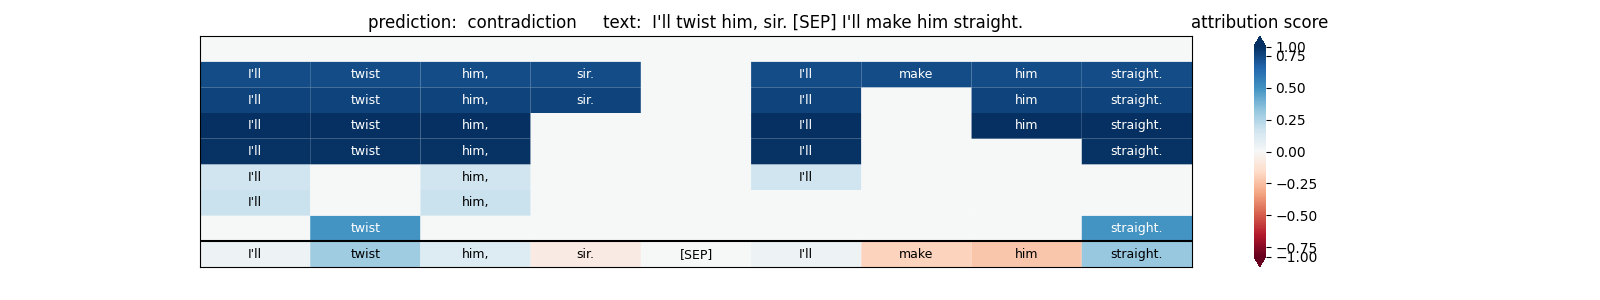 prediction:  contradiction     text:  I'll twist him, sir. [SEP] I'll make him straight.
attribution score
I'll twist him, sir. I'll make him straight.
I'll twist him, sir. I'll him straight.
I'll twist him, I'll him straight.
I'll twist him, I'll straight.
I'll him, I'll
I'll him,
twist straight.
I'll twist him, sir. [SEP] I'll make him straight.
1.00
0.75
0.50
0.25
0.00
−0.25
−0.50
−0.75
−1.00